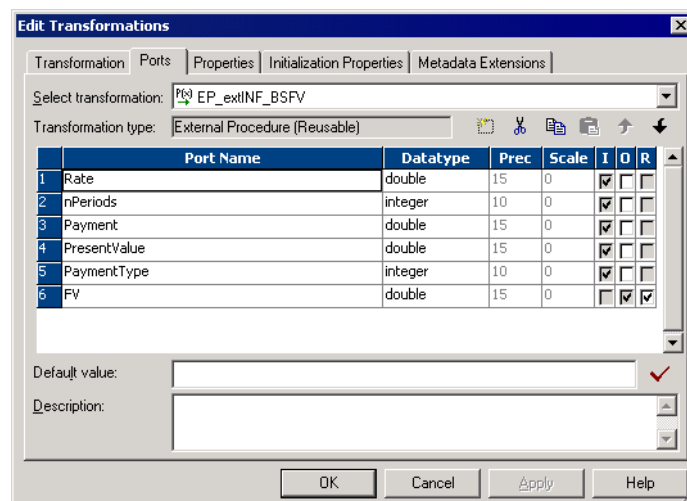 Edit Transformations
Transformation Ports Properties Initialization Properties Metadata Extensions
Select transformation: P(x) EP_extINF_BSFV
Transformation type: External Procedure (Reusable)
Port Name Datatype Prec Scale I O R
1 Rate double 15 0
2 nPeriods integer 10 0
3 Payment double 15 0
4 PresentValue double 15 0
5 PaymentType integer 10 0
6 FV double 15 0
Default value:
Description:
OK Cancel Apply Help